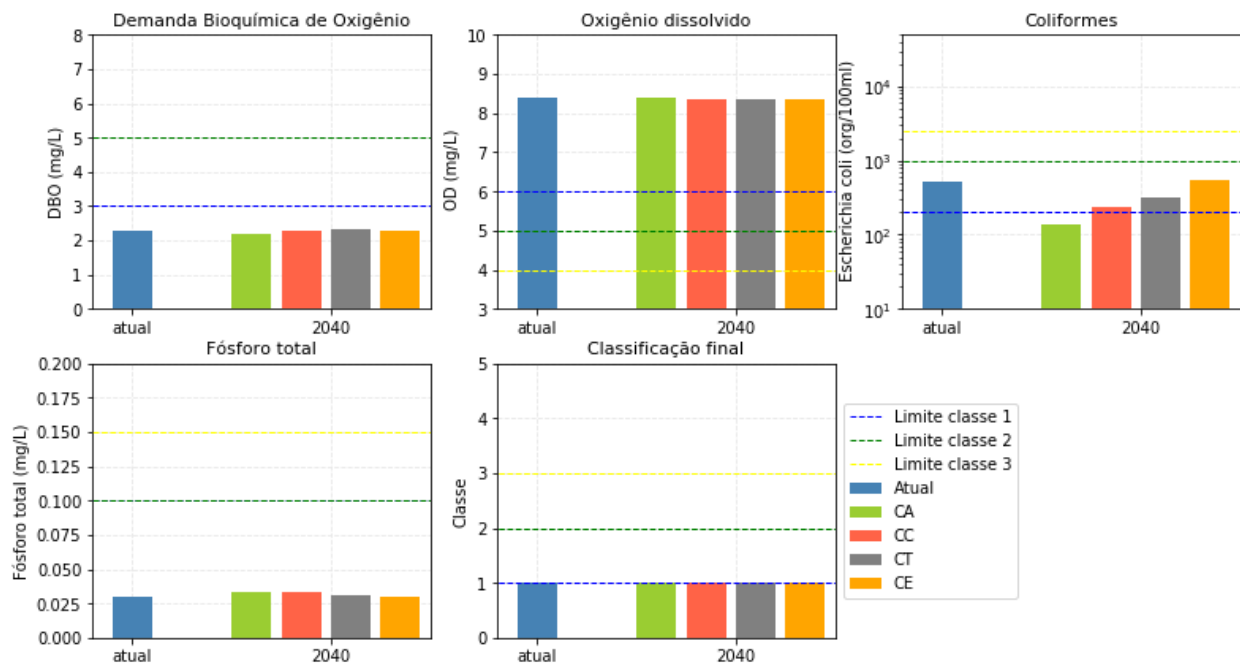 Demanda Bioquímica de Oxigênio
8
7
6
5
4
3
2
1
0
DBO (mg/L)
atual
2040
Oxigênio dissolvido
10
9
8
7
6
5
4
3
OD (mg/L)
atual
2040
Coliformes
10⁴
10³
10²
10¹
Escherichia coli (org/100ml)
atual
2040
Fósforo total
0.200
0.175
0.150
0.125
0.100
0.075
0.050
0.025
0.000
Fósforo total (mg/L)
atual
2040
Classificação final
5
4
3
2
1
0
Classe
atual
2040
Limite classe 1
Limite classe 2
Limite classe 3
Atual
CA
CC
CT
CE